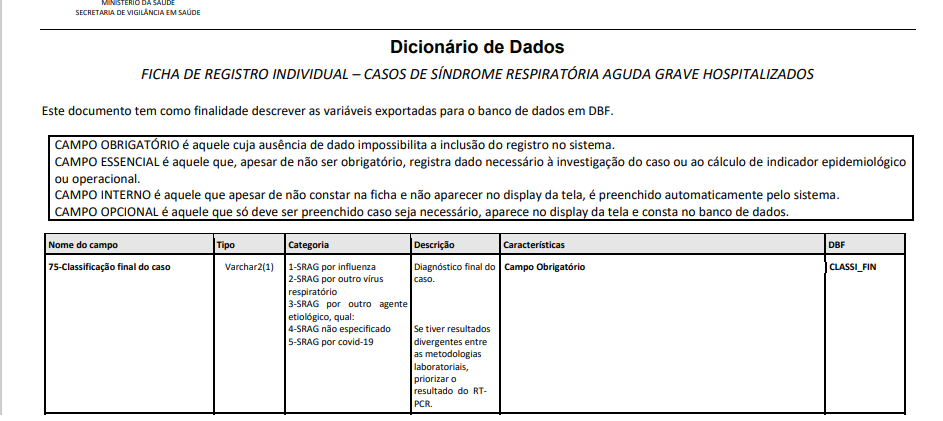 MINISTÉRIO DA SAÚDE
SECRETARIA DE VIGILÂNCIA EM SAÚDE
Dicionário de Dados
FICHA DE REGISTRO INDIVIDUAL – CASOS DE SÍNDROME RESPIRATÓRIA AGUDA GRAVE HOSPITALIZADOS
Este documento tem como finalidade descrever as variáveis exportadas para o banco de dados em DBF.
CAMPO OBRIGATÓRIO é aquele cuja ausência de dado impossibilita a inclusão do registro no sistema.
CAMPO ESSENCIAL é aquele que, apesar de não ser obrigatório, registra dado necessário à investigação do caso ou ao cálculo de indicador epidemiológico
ou operacional.
CAMPO INTERNO é aquele que apesar de não constar na ficha e não aparecer no display da tela, é preenchido automaticamente pelo sistema.
CAMPO OPCIONAL é aquele que só deve ser preenchido caso seja necessário, aparece no display da tela e consta no banco de dados.
Nome do campo Tipo Categoria Descrição Características DBF
75-Classificação final do caso
Varchar2(1)
1-SRAG por influenza
2-SRAG por outro vírus
respiratório
3-SRAG por outro agente
etiológico, qual:
4-SRAG não especificado
5-SRAG por covid-19
Diagnóstico final do
caso.
Se tiver resultados
divergentes entre
as metodologias
laboratoriais,
priorizar o
resultado do RT-
PCR.
Campo Obrigatório
CLASSI_FIN